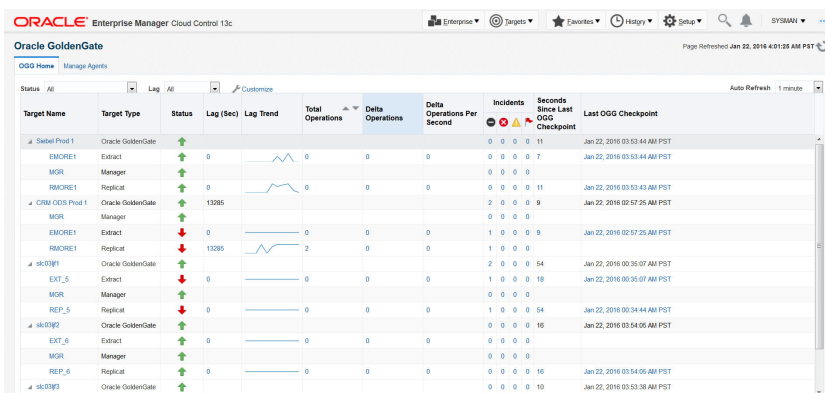 ORACLE Enterprise Manager Cloud Control 13c Enterprise Targets Favorites History Setup SYSMAN
Oracle GoldenGate Page Refreshed Jan 22, 2016 4:01:25 AM PST
OGG Home Manage Agents
Status All Lag All Customize Auto Refresh 1 minute
Target Name Target Type Status Lag (Sec) Lag Trend Total Operations Delta Operations Delta Operations Per Second Incidents Seconds Since Last OGG Checkpoint Last OGG Checkpoint
Siebel Prod 1 Oracle GoldenGate 0 0 0 0 11 Jan 22, 2016 03:53:44 AM PST
EMORE1 Extract 0 0 0 0 0 0 0 0 7 Jan 22, 2016 03:53:44 AM PST
MGR Manager 0 0 0 0
RMORE1 Replicat 0 0 0 0 0 0 0 0 11 Jan 22, 2016 03:53:43 AM PST
CRM ODS Prod 1 Oracle GoldenGate 13285 2 0 0 0 9 Jan 22, 2016 02:57:25 AM PST
MGR Manager 0 0 0 0
EMORE1 Extract 0 0 0 0 1 0 0 0 9 Jan 22, 2016 02:57:25 AM PST
RMORE1 Replicat 13285 2 0 0 1 0 0 0
Oracle GoldenGate 2 0 0 0 54 Jan 22, 2016 00:35:07 AM PST
EXT_5 Extract 0 0 0 0 1 0 0 0 18 Jan 22, 2016 00:35:07 AM PST
MGR Manager 0 0 0 0
REP_5 Replicat 0 0 0 0 1 0 0 0 54 Jan 22, 2016 00:34:44 AM PST
Oracle GoldenGate 0 0 0 0 16 Jan 22, 2016 03:54:05 AM PST
EXT_6 Extract 0 0 0 0 0 0 0 0
MGR Manager 0 0 0 0
REP_6 Replicat 0 0 0 0 0 0 0 0 16 Jan 22, 2016 03:54:05 AM PST
Oracle GoldenGate 0 0 0 0 10 Jan 22, 2016 03:53:38 AM PST